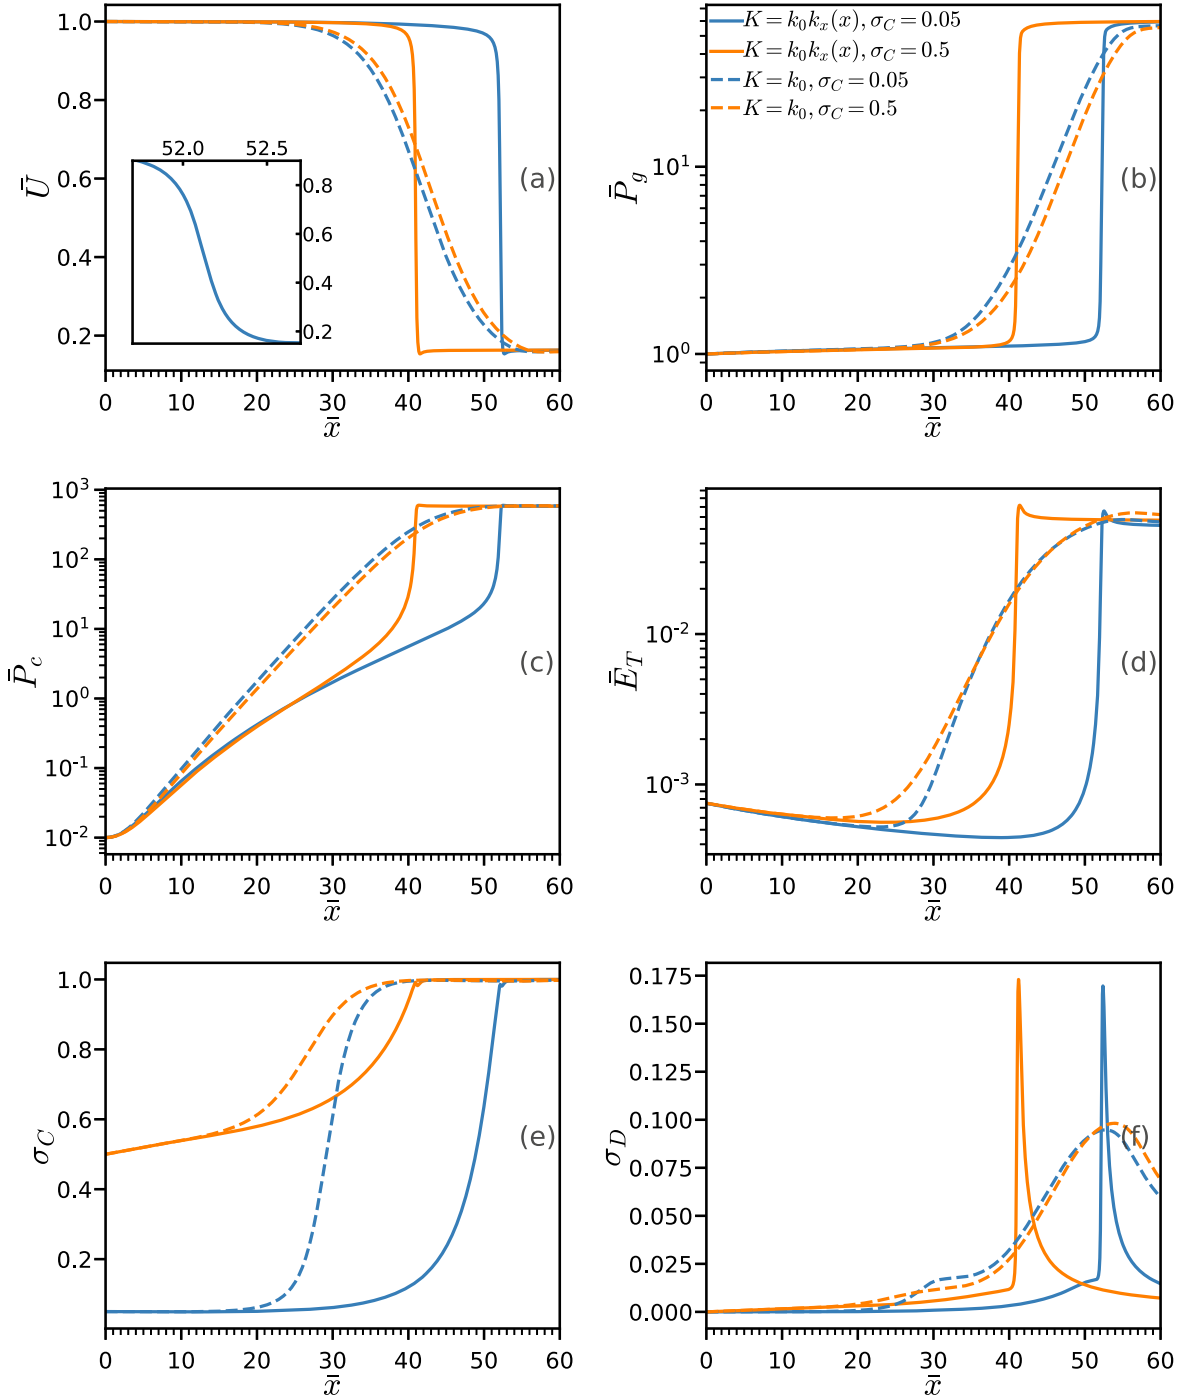 1.0
0.8
0.6
0.4
0.2
Ū
52.0 52.5
0.8
0.6
0.4
0.2
(a)
0 10 20 30 40 50 60
x̄
K = k₀kₓ(x), σ_C = 0.05
K = k₀kₓ(x), σ_C = 0.5
K = k₀, σ_C = 0.05
K = k₀, σ_C = 0.5
10¹
10⁰
P̄_g
(b)
0 10 20 30 40 50 60
x̄
10³
10²
10¹
10⁰
10⁻¹
10⁻²
P̄_c
(c)
0 10 20 30 40 50 60
x̄
10⁻²
10⁻³
Ē_T
(d)
0 10 20 30 40 50 60
x̄
1.0
0.8
0.6
0.4
0.2
σ_C
(e)
0 10 20 30 40 50 60
x̄
0.175
0.150
0.125
0.100
0.075
0.050
0.025
0.000
σ_D
(f)
0 10 20 30 40 50 60
x̄